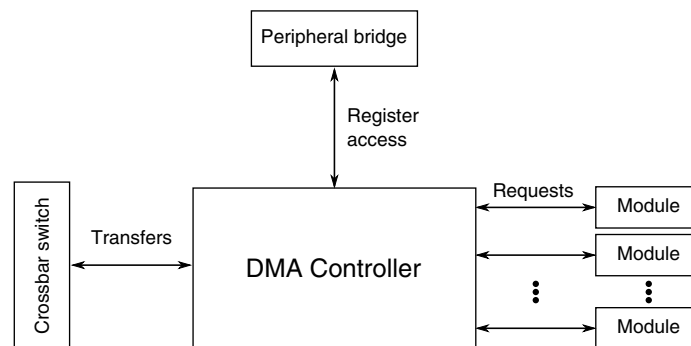 Peripheral bridge
Register
access
Requests
Module
Crossbar switch
Transfers
DMA Controller
Module
Module